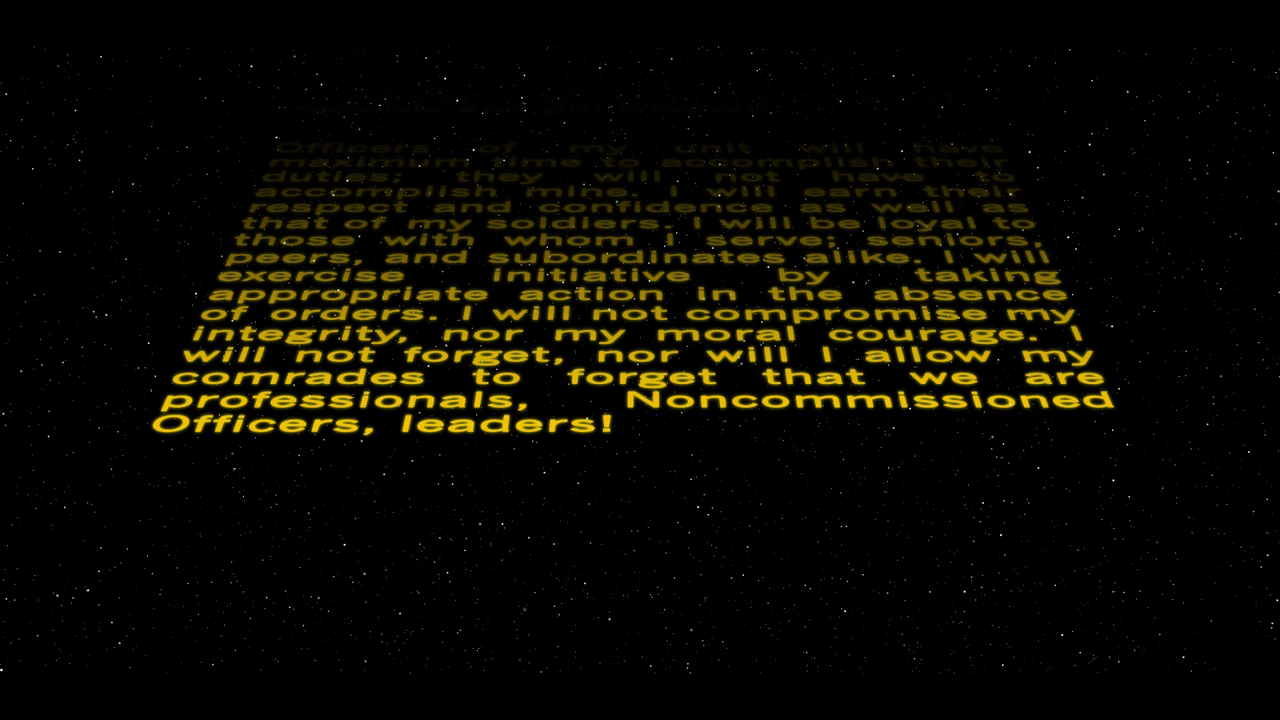 Officers of my unit will have
maximum time to accomplish their
duties; they will not have to
accomplish mine. I will earn their
respect and confidence as well as
that of my soldiers. I will be loyal to
those with whom I serve; seniors,
peers, and subordinates alike. I will
exercise initiative by taking
appropriate action in the absence
of orders. I will not compromise my
integrity, nor my moral courage. I
will not forget, nor will I allow my
comrades to forget that we are
professionals, Noncommissioned
Officers, leaders!